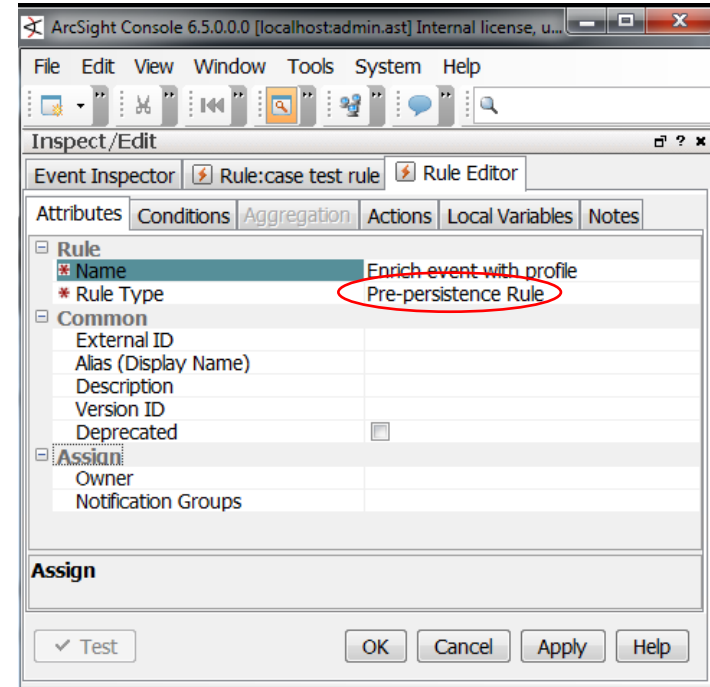 ArcSight Console 6.5.0.0.0 [localhost:admin.ast] Internal license, u...
File Edit View Window Tools System Help
Inspect/Edit
Event Inspector Rule:case test rule Rule Editor
Attributes Conditions Aggregation Actions Local Variables Notes
Rule
* Name Enrich event with profile
* Rule Type Pre-persistence Rule
Common
External ID
Alias (Display Name)
Description
Version ID
Deprecated
Assign
Owner
Notification Groups
Assign
Test OK Cancel Apply Help